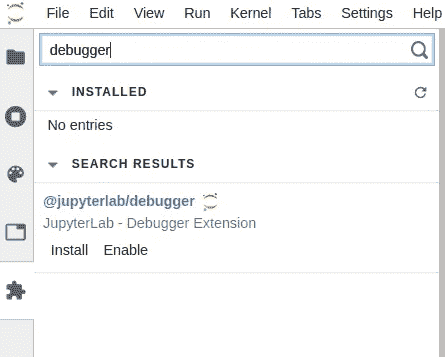 File Edit View Run Kernel Tabs Settings Help
debugger
INSTALLED
No entries
SEARCH RESULTS
@jupyterlab/debugger
JupyterLab - Debugger Extension
Install Enable